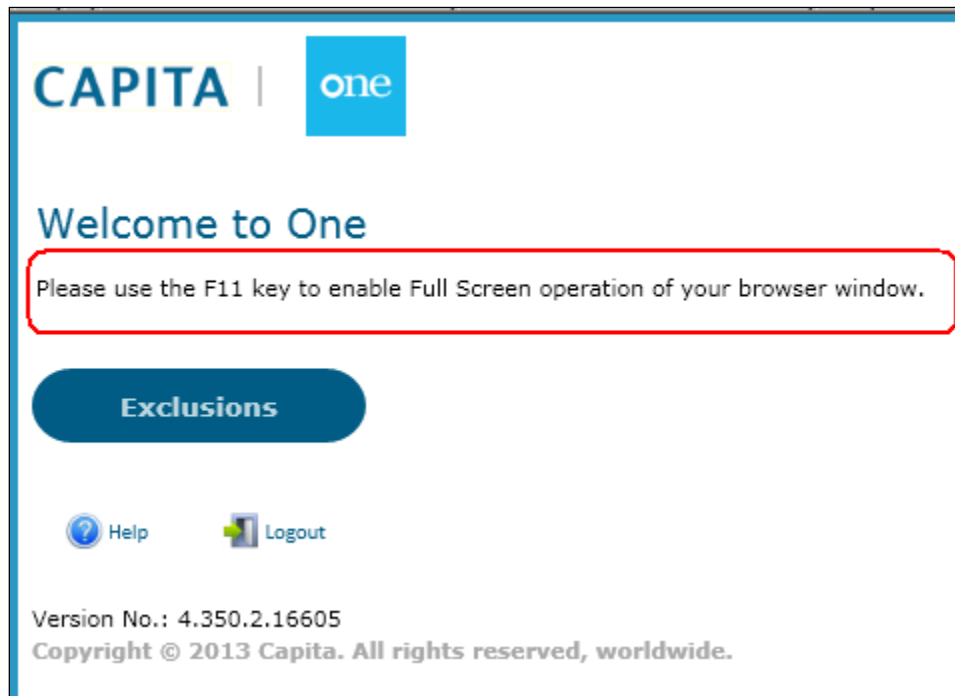 CAPITA | one
Welcome to One
Please use the F11 key to enable Full Screen operation of your browser window.
Exclusions
Help Logout
Version No.: 4.350.2.16605
Copyright © 2013 Capita. All rights reserved, worldwide.